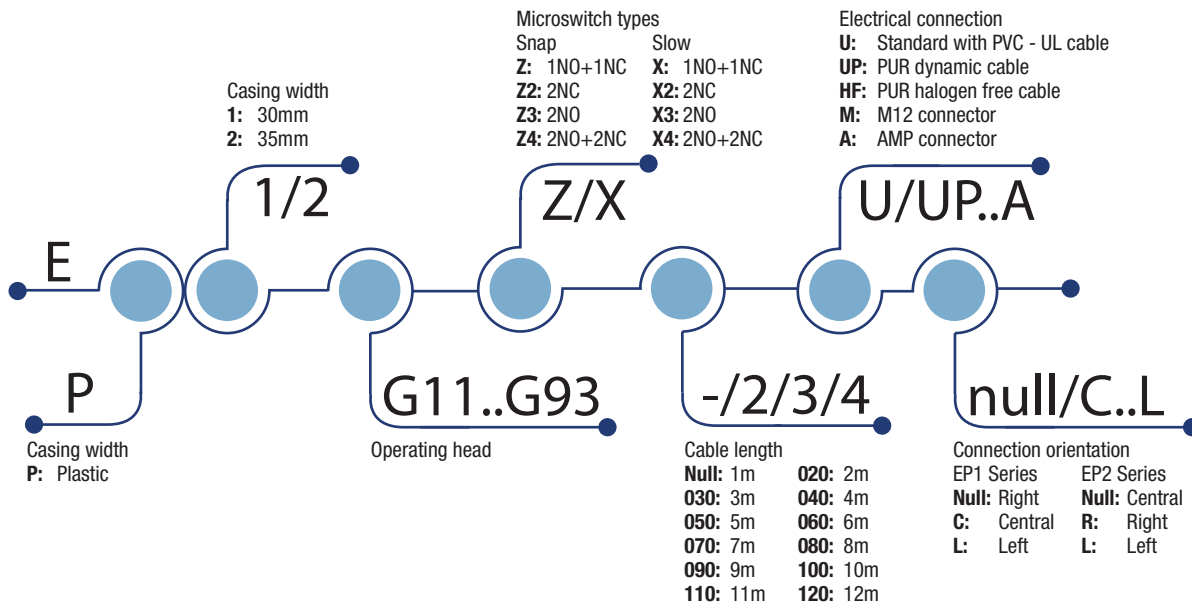 Microswitch types
Snap Slow
Z: 1NO+1NC X: 1NO+1NC
Z2: 2NC X2: 2NC
Z3: 2NO X3: 2NO
Z4: 2NO+2NC X4: 2NO+2NC
Electrical connection
U: Standard with PVC - UL cable
UP: PUR dynamic cable
HF: PUR halogen free cable
M: M12 connector
A: AMP connector
Casing width
1: 30mm
2: 35mm
1/2
Z/X
U/UP..A
E
P
G11..G93
-/2/3/4
null/C..L
Casing width
P: Plastic
Operating head
Cable length
Null: 1m 020: 2m
030: 3m 040: 4m
050: 5m 060: 6m
070: 7m 080: 8m
090: 9m 100: 10m
110: 11m 120: 12m
Connection orientation
EP1 Series EP2 Series
Null: Right Null: Central
C: Central R: Right
L: Left L: Left